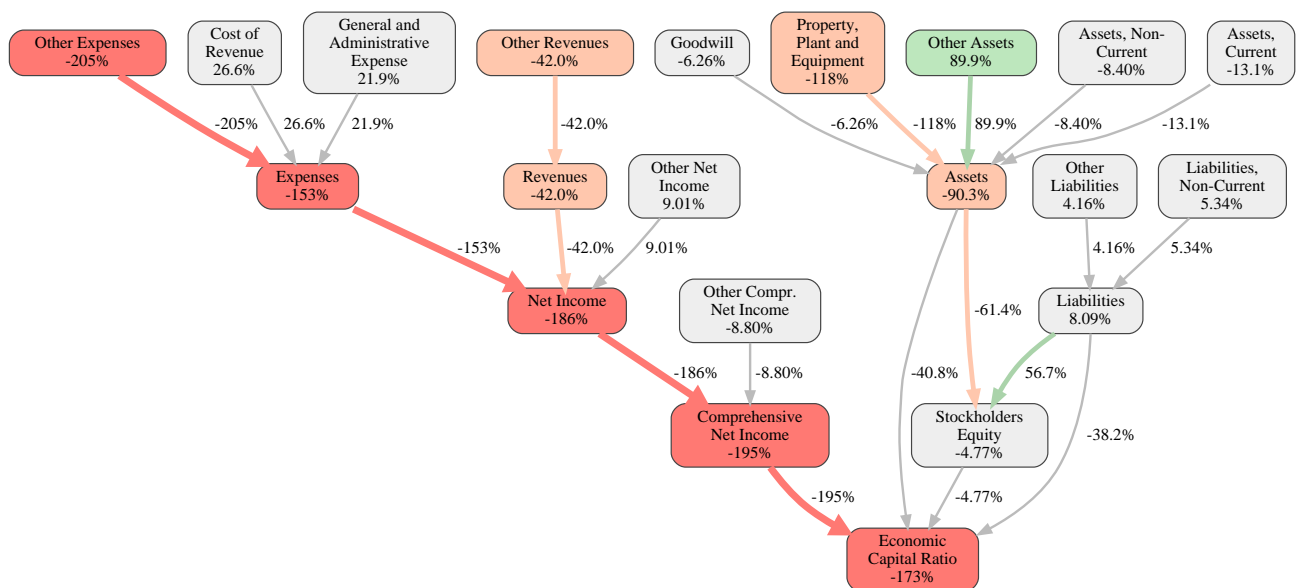 Other Expenses
-205%
Cost of
Revenue
26.6%
General and
Administrative
Expense
21.9%
Other Revenues
-42.0%
Goodwill
-6.26%
Property,
Plant and
Equipment
-118%
Other Assets
89.9%
Assets, Non-
Current
-8.40%
Assets,
Current
-13.1%
-205%
26.6%
21.9%
-42.0%
-6.26%
-118%
89.9%
-8.40%
-13.1%
Expenses
-153%
Revenues
-42.0%
Other Net
Income
9.01%
Assets
-90.3%
Other
Liabilities
4.16%
Liabilities,
Non-Current
5.34%
-153%
-42.0%
9.01%
4.16%
5.34%
Net Income
-186%
Other Compr.
Net Income
-8.80%
-61.4%
Liabilities
8.09%
-186%
-8.80%
-40.8%
56.7%
Comprehensive
Net Income
-195%
Stockholders
Equity
-4.77%
-38.2%
-195%
-4.77%
Economic
Capital Ratio
-173%